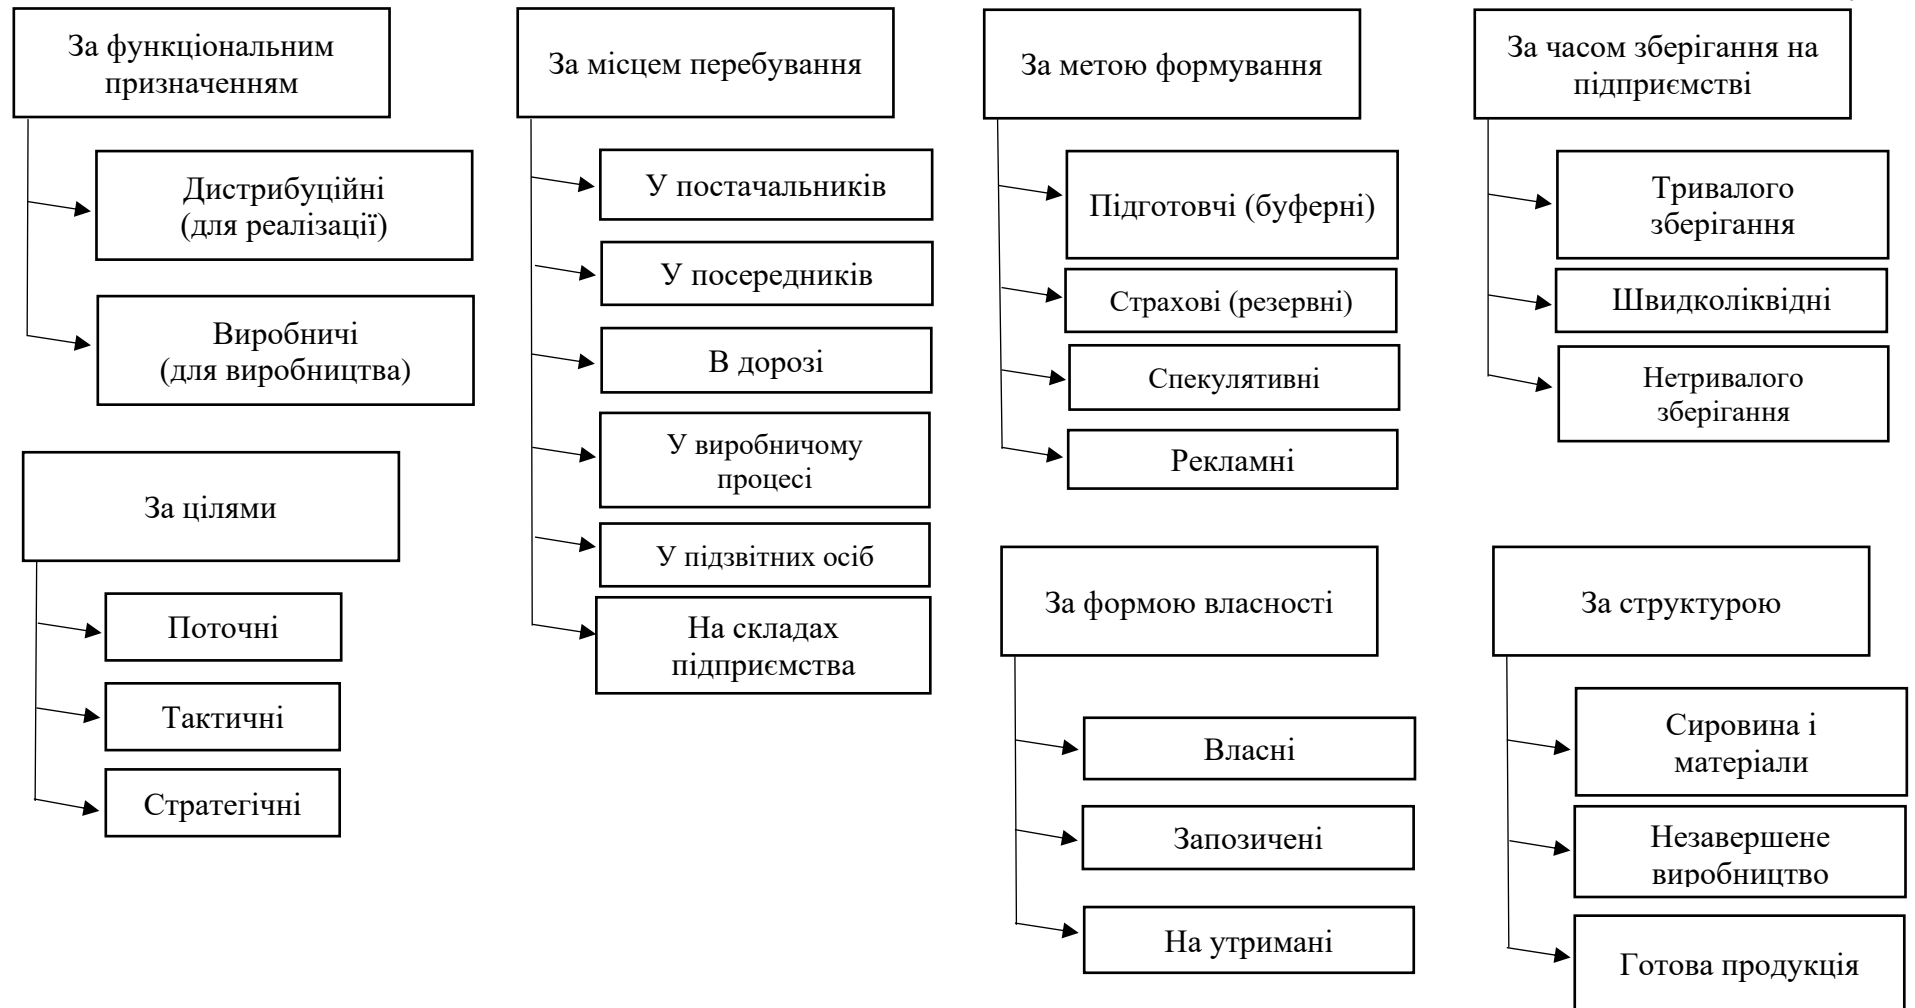 За функціональним
призначенням
Дистрибуційні
(для реалізації)
Виробничі
(для виробництва)
За цілями
Поточні
Тактичні
Стратегічні
За місцем перебування
У постачальників
У посередників
В дорозі
У виробничому
процесі
У підзвітних осіб
На складах
підприємства
За метою формування
Підготовчі (буферні)
Страхові (резервні)
Спекулятивні
Рекламні
За формою власності
Власні
Запозичені
На утримані
За часом зберігання на
підприємстві
Тривалого
зберігання
Швидколіквідні
Нетривалого
зберігання
За структурою
Сировина і
матеріали
Незавершене
виробництво
Готова продукція